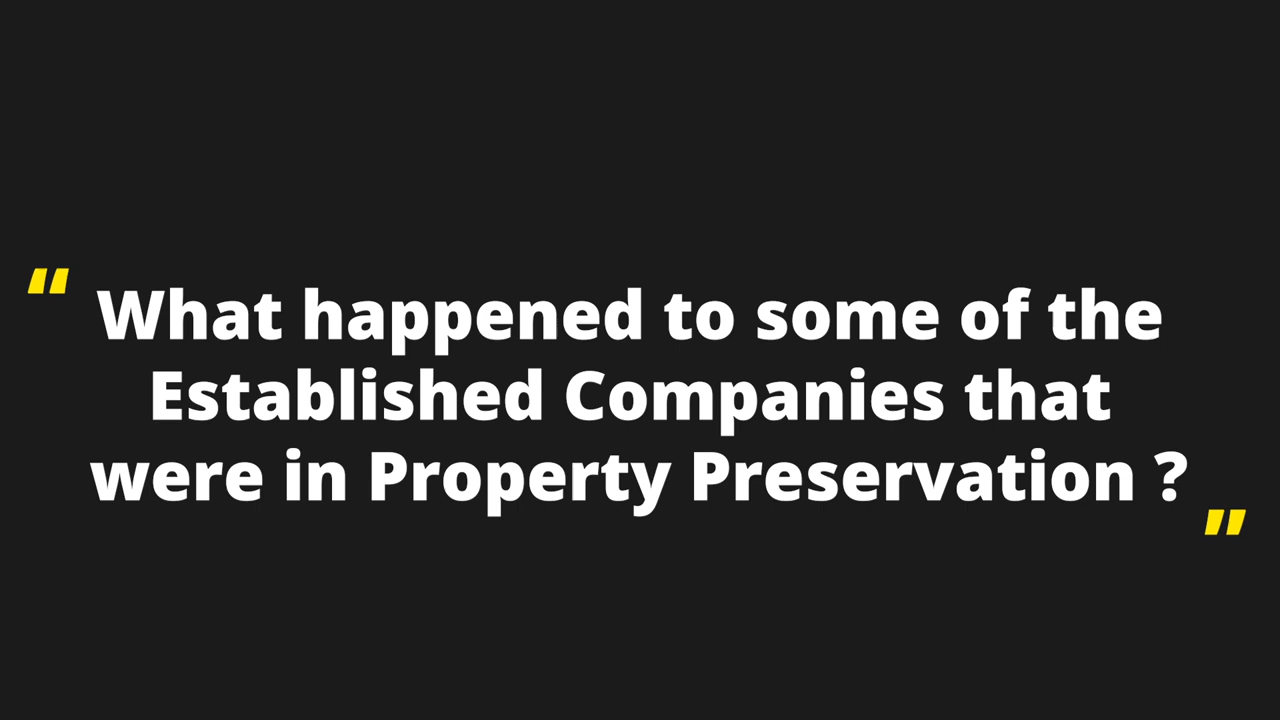 " What happened to some of the
Established Companies that
were in Property Preservation ? "